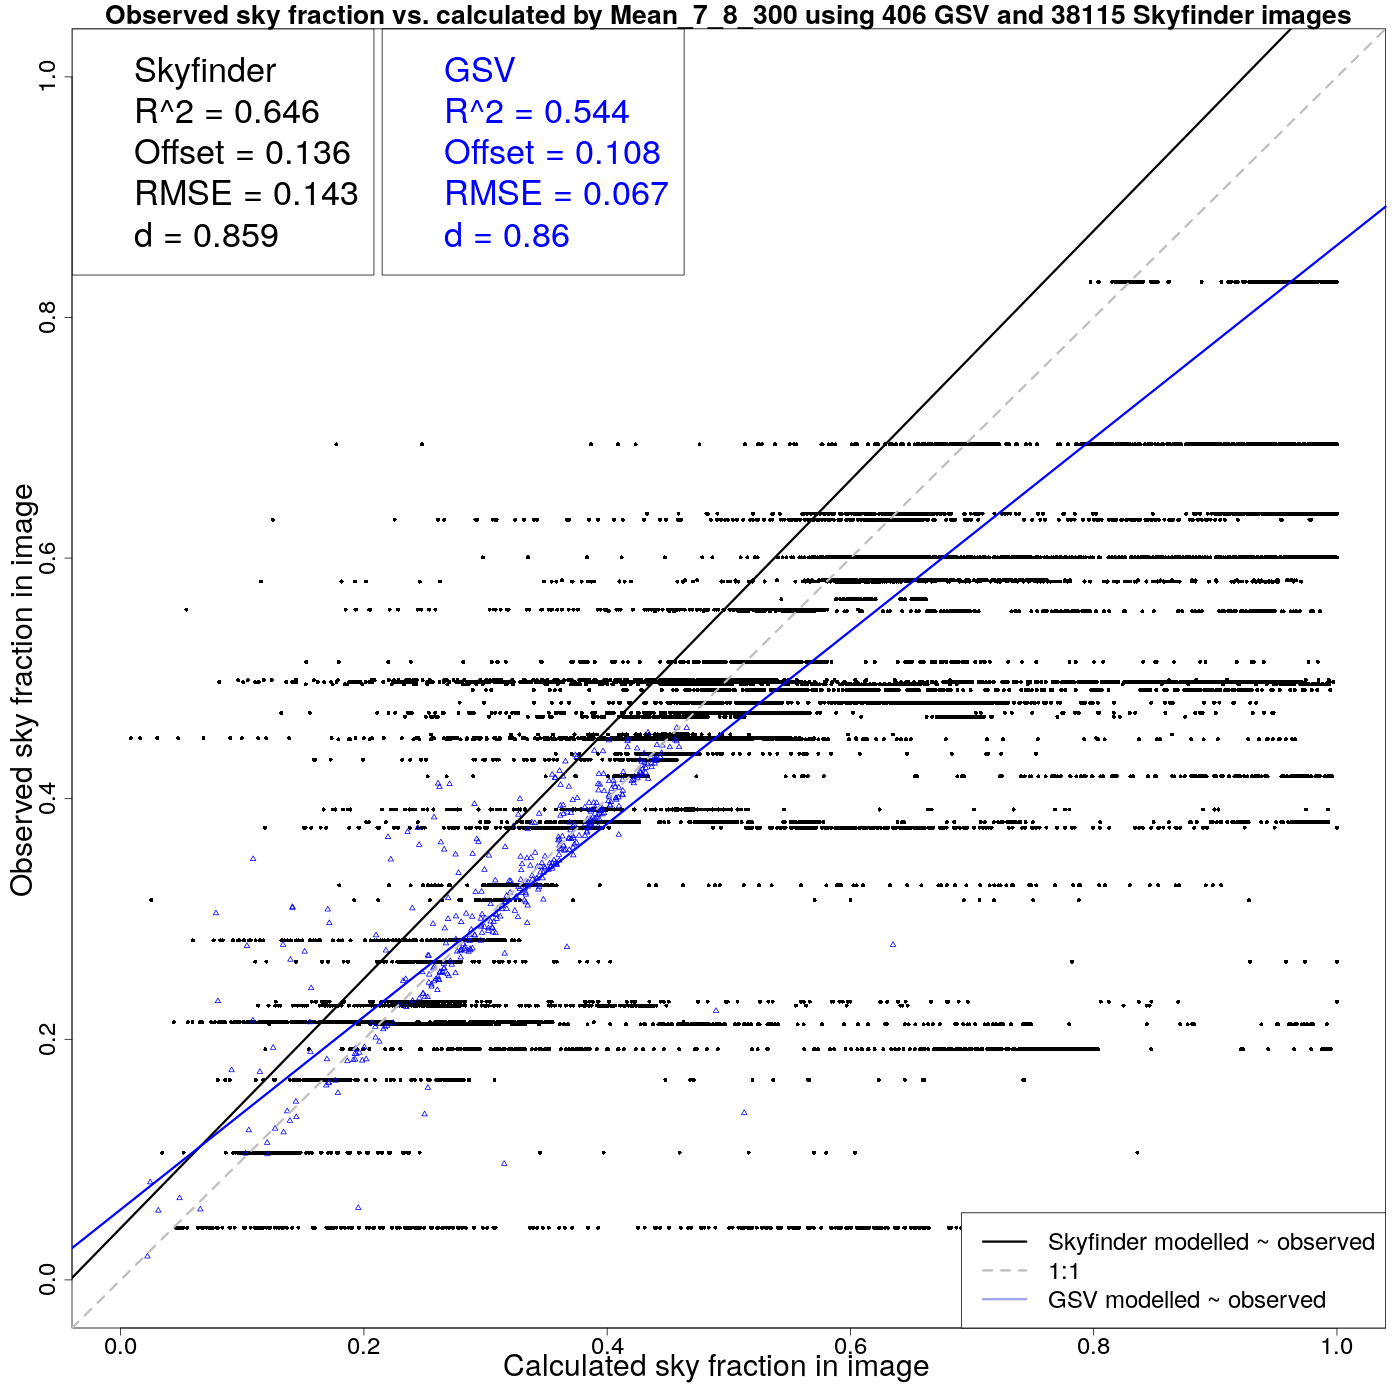 Observed sky fraction vs. calculated by Mean_7_8_300 using 406 GSV and 38115 Skyfinder images
Skyfinder
R^2 = 0.646
Offset = 0.136
RMSE = 0.143
d = 0.859
GSV
R^2 = 0.544
Offset = 0.108
RMSE = 0.067
d = 0.86
Observed sky fraction in image
1.0
0.8
0.6
0.4
0.2
0.0
Skyfinder modelled ~ observed
1:1
GSV modelled ~ observed
0.0
0.2
0.4
0.6
0.8
1.0
Calculated sky fraction in image